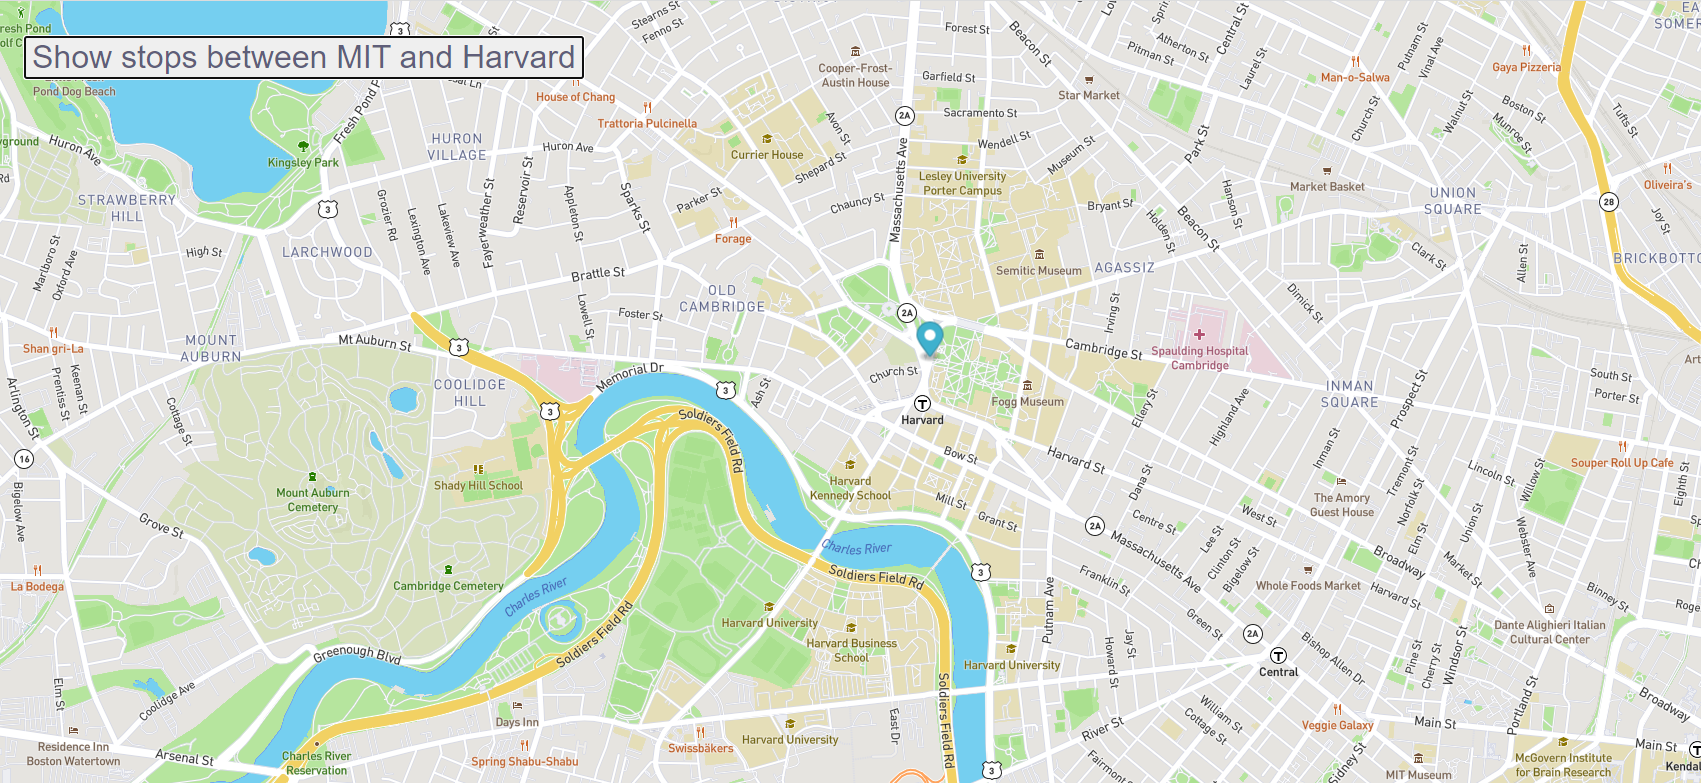 Show stops between MIT and Harvard
Pond Dog Beach
Kingsley Park
Huron Ave
Fresh Pond P
3
STRAWBERRY
HILL
LARCHWOOD
HURON
VILLAGE
Huron Ave
House of Chang
Trattoria Pulcinella
Stearns St
Fenno St
Cooper-Frost-
Austin House
Currier House
Avon St
Shepard St
Parker St
Forage
Chauncy St
Massachusetts Ave
2A
Garfield St
Forest St
Sacramento St
Wendell St
Museum St
Lesley University
Porter Campus
Beacon St
Pitman St
Atherton St
Central St
Laurel St
Star Market
Park St
Man-o-Salwa
Church St
Putnam St
Vinal Ave
Walnut St
Gaya Pizzeria
Boston St
Munroe St
Tufts St
Market Basket
UNION
SQUARE
28
Oliveira's
Joy St
BRICKBOTTO
Allen St
Clark St
Hanson St
Holden St
Beacon St
Bryant St
Semitic Museum
AGASSIZ
Dimick St
Irving St
Cambridge St
Spaulding Hospital
Cambridge
INMAN
SQUARE
Prospect St
South St
Porter St
Grozier Rd
Lexington Ave
Lakeview Ave
Fayerweather St
Reservoir St
Appleton St
Sparks St
High St
Marlboro St
Oxford Ave
Brattle St
Lowell St
Foster St
OLD
CAMBRIDGE
2A
MOUNT
AUBURN
Mt Auburn St
3
COOLIDGE
HILL
3
Memorial Dr
3
Ash St
Church St
Harvard
Fogg Museum
Shangri-La
Prentiss St
Keenan St
Arlington St
Cottage St
16
Bigelow Ave
Grove St
Mount Auburn
Cemetery
Shady Hill School
Soldiers Field Rd
Harvard
Kennedy School
Bow St
Mill St
Grant St
Harvard St
Ellery St
Dana St
Highland Ave
Inman St
Centre St
West St
2A
Massachusetts Ave
Lee St
Clinton St
Bigelow St
The Amory
Guest House
Tremont St
Norfolk St
Elm St
Lincoln St
Willow St
Webster Ave
Union St
Souper Roll Up Cafe
Eighth St
Broadway
Market St
Harvard St
Whole Foods Market
Binney St
Dante Alighieri Italian
Cultural Center
La Bodega
Cambridge Cemetery
Charles River
Charles River
Soldiers Field Rd
3
Harvard University
Harvard Business
School
Harvard University
Putnam Ave
Franklin St
Green St
2A
Central
Bishop Allen Dr
Jay St
Howard St
Pine St
Cherry St
Windsor St
Portland St
Broadway
Greenough Blvd
Soldiers Field Rd
Elm St
Coolidge Ave
Residence Inn
Boston Watertown
Arsenal St
Charles River
Reservation
Days Inn
Spring Shabu-Shabu
Swissbäkers
Harvard University
East Dr
Soldiers Field Rd
3
River St
William St
Cottage St
Fairmont S
Veggie Galaxy
Sidney St
Main St
MIT Museum
McGovern Institute
for Brain Research
Main St
Kendal